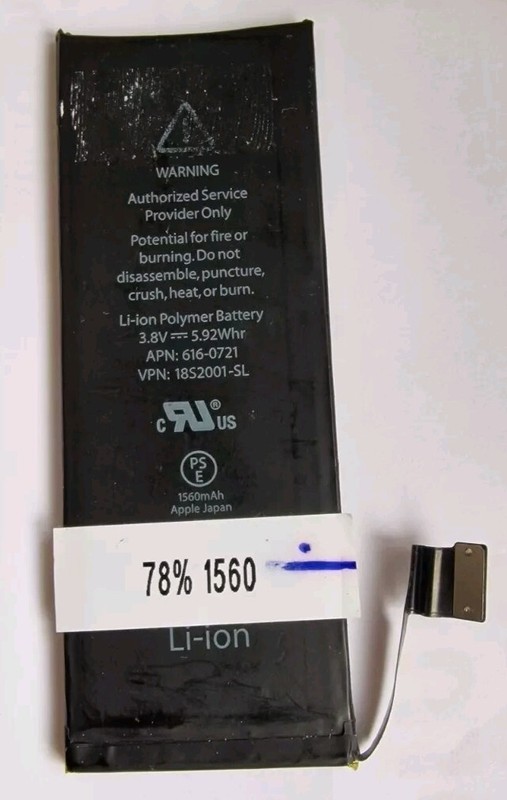 WARNING
Authorized Service
Provider Only
Potential for fire or
burning. Do not
disassemble, puncture,
crush, heat, or burn.
Li-ion Polymer Battery
3.8V ⎓ 5.92Whr
APN: 616-0721
VPN: 18S2001-SL
c RU ® US
PS
E
1560mAh
Apple Japan
78% 1560
Li-ion